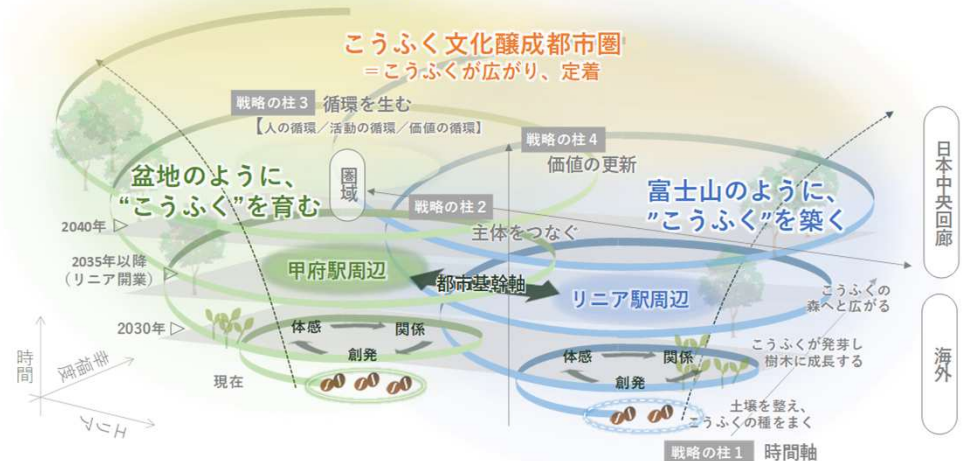 こうふく文化醸成都市圏
＝こうふくが広がり、定着
戦略の柱３ 循環を生む
【人の循環／活動の循環／価値の循環】
戦略の柱４
価値の更新
圏域
盆地のように、
“こうふく”を育む
戦略の柱２
主体をつなぐ
富士山のように、
”こうふく”を築く
日本中央回廊
2040年
2035年以降
（リニア開業）
甲府駅周辺
都市基幹軸
リニア駅周辺
こうふくの
森へと広がる
2030年
体感
関係
創発
こうふくが発芽し
樹木に成長する
海外
時間
幸福度
エリア
現在
体感
関係
創発
土壌を整え、
こうふくの種をまく
戦略の柱１ 時間軸